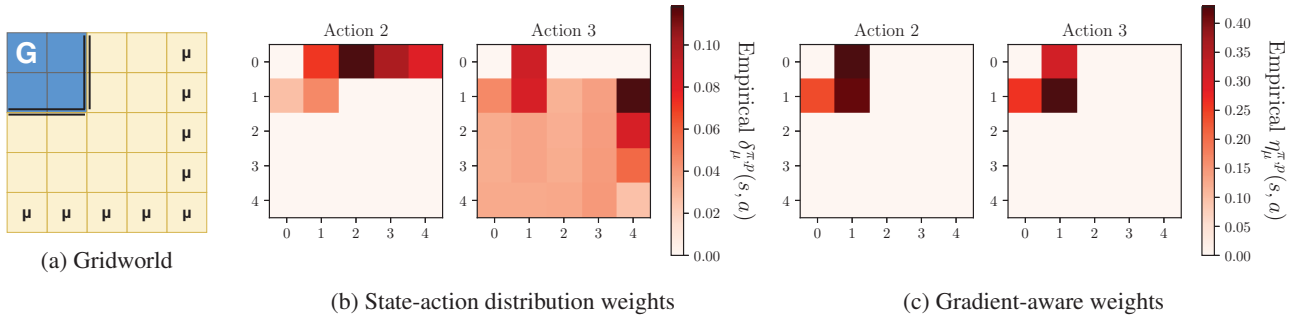 G
μ
μ
μ
μ
μ
μ
μ
μ
μ
(a) Gridworld
Action 2
Action 3
0
1
2
3
4
0
1
2
3
4
0
1
2
3
4
0
1
2
3
4
0.10
0.08
0.06
0.04
0.02
0.00
Empirical δ_μ^{π,p}(s, a)
(b) State-action distribution weights
Action 2
Action 3
0
1
2
3
4
0
1
2
3
4
0
1
2
3
4
0
1
2
3
4
0.40
0.35
0.30
0.25
0.20
0.15
0.10
0.05
0.00
Empirical η_μ^{π,p}(s, a)
(c) Gradient-aware weights